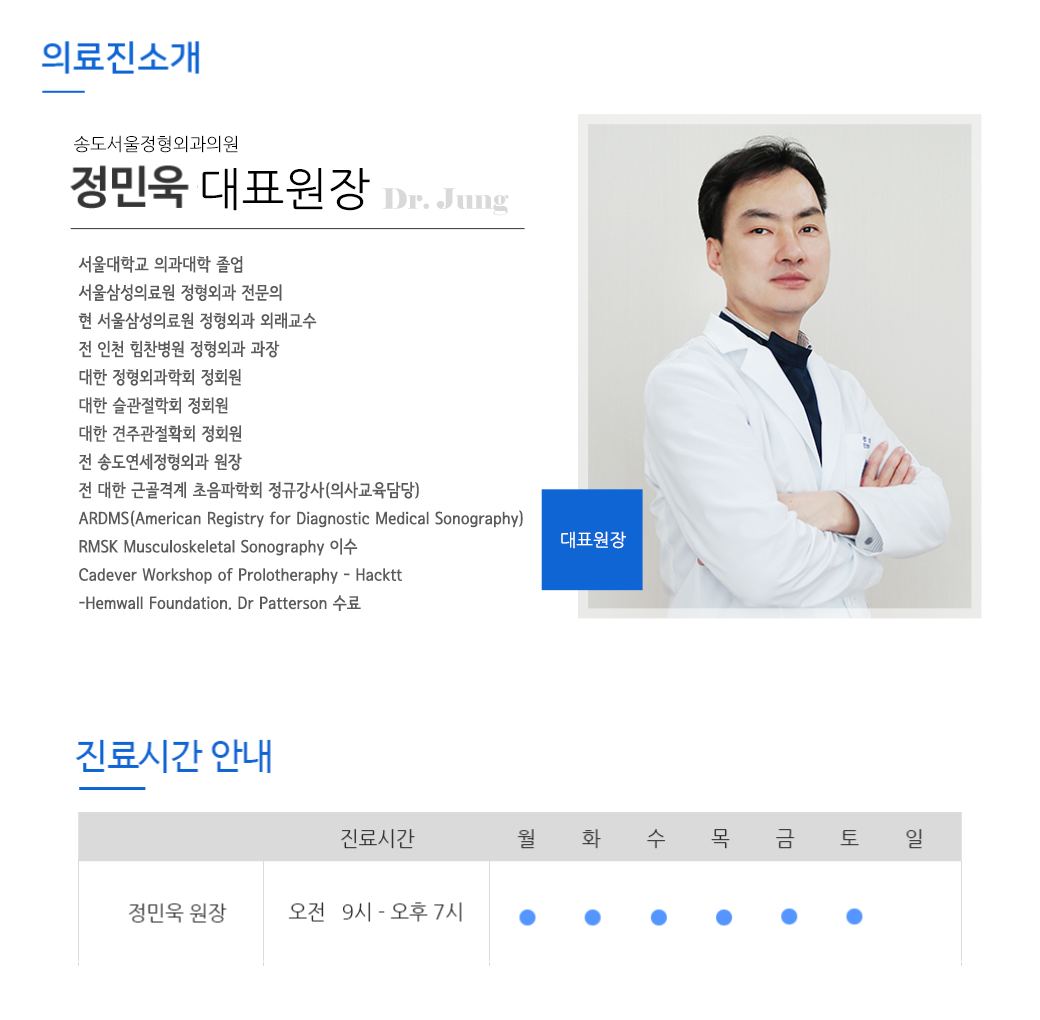 의료진소개
송도서울정형외과의원
정민욱 대표원장 Dr. Jung
서울대학교 의과대학 졸업
서울삼성의료원 정형외과 전문의
현 서울삼성의료원 정형외과 외래교수
전 인천 힘찬병원 정형외과 과장
대한 정형외과학회 정회원
대한 슬관절학회 정회원
대한 견주관절확회 정회원
전 송도연세정형외과 원장
전 대한 근골격계 초음파학회 정규강사(의사교육담당)
ARDMS(American Registry for Diagnostic Medical Sonography)
RMSK Musculoskeletal Sonography 이수
Cadever Workshop of Prolotheraphy - Hacktt
-Hemwall Foundation. Dr Patterson 수료
대표원장
진료시간 안내
진료시간 월 화 수 목 금 토 일
정민욱 원장 오전 9시 - 오후 7시 ● ● ● ● ● ●